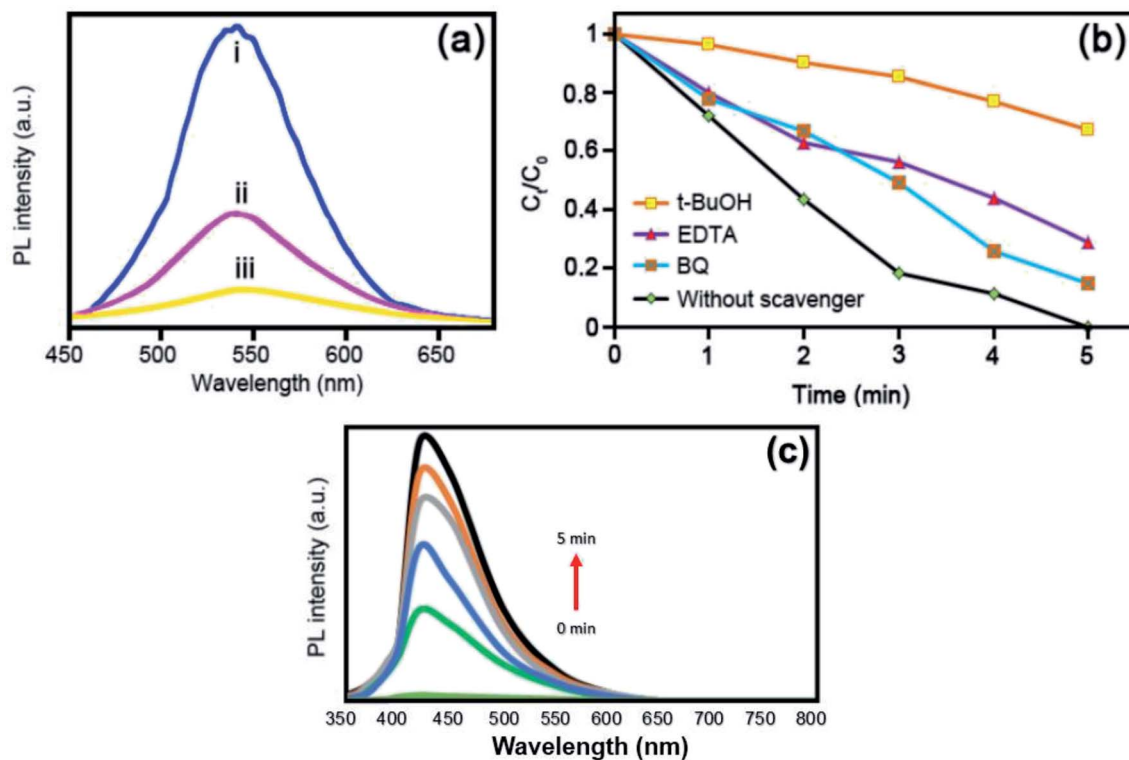 (a)
i
ii
iii
PL intensity (a.u.)
450 500 550 600 650
Wavelength (nm)
(b)
1
0.8
0.6
0.4
0.2
0
Cₜ/C₀
t-BuOH
EDTA
BQ
Without scavenger
0 1 2 3 4 5
Time (min)
(c)
PL intensity (a.u.)
5 min
0 min
350 400 450 500 550 600 650 700 750 800
Wavelength (nm)